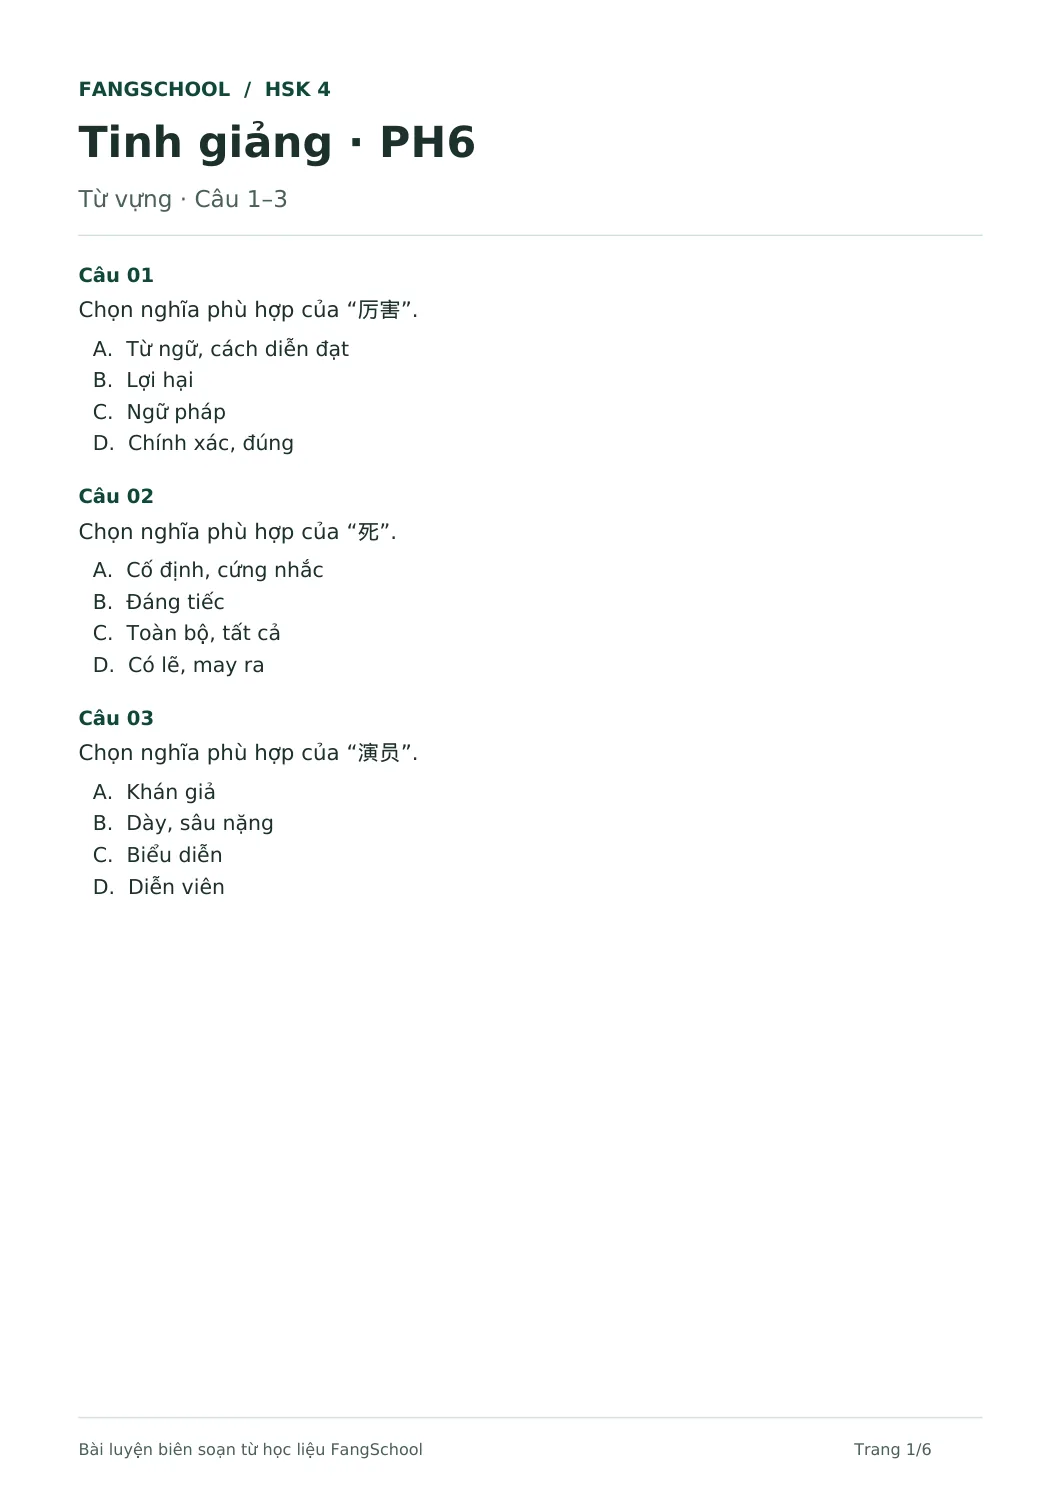 FANGSCHOOL / HSK 4
Tinh giảng · PH6
Từ vựng · Câu 1–3
Câu 01
Chọn nghĩa phù hợp của “厉害”.
A. Từ ngữ, cách diễn đạt
B. Lợi hại
C. Ngữ pháp
D. Chính xác, đúng
Câu 02
Chọn nghĩa phù hợp của “死”.
A. Cố định, cứng nhắc
B. Đáng tiếc
C. Toàn bộ, tất cả
D. Có lẽ, may ra
Câu 03
Chọn nghĩa phù hợp của “演员”.
A. Khán giả
B. Dày, sâu nặng
C. Biểu diễn
D. Diễn viên
Bài luyện biên soạn từ học liệu FangSchool
Trang 1/6